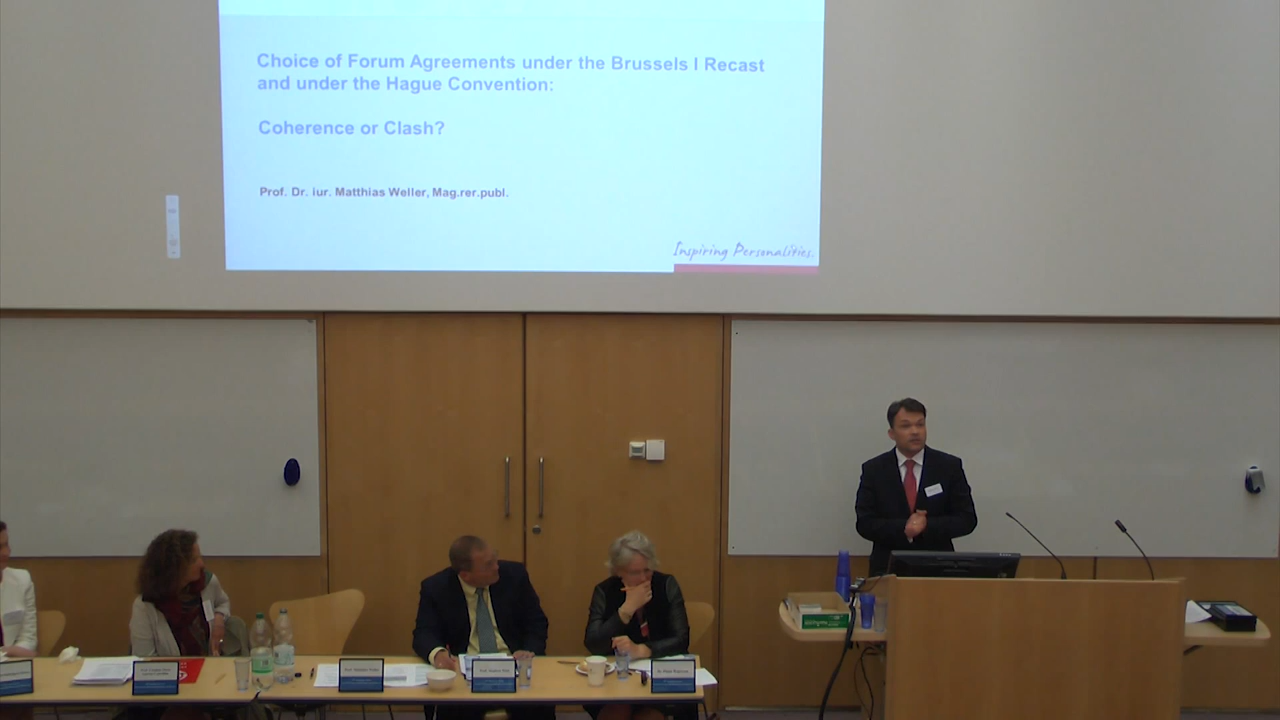 Choice of Forum Agreements under the Brussels I Recast
and under the Hague Convention:
Coherence or Clash?
Prof. Dr. iur. Matthias Weller, Mag.rer.publ.
Inspiring Personalities.